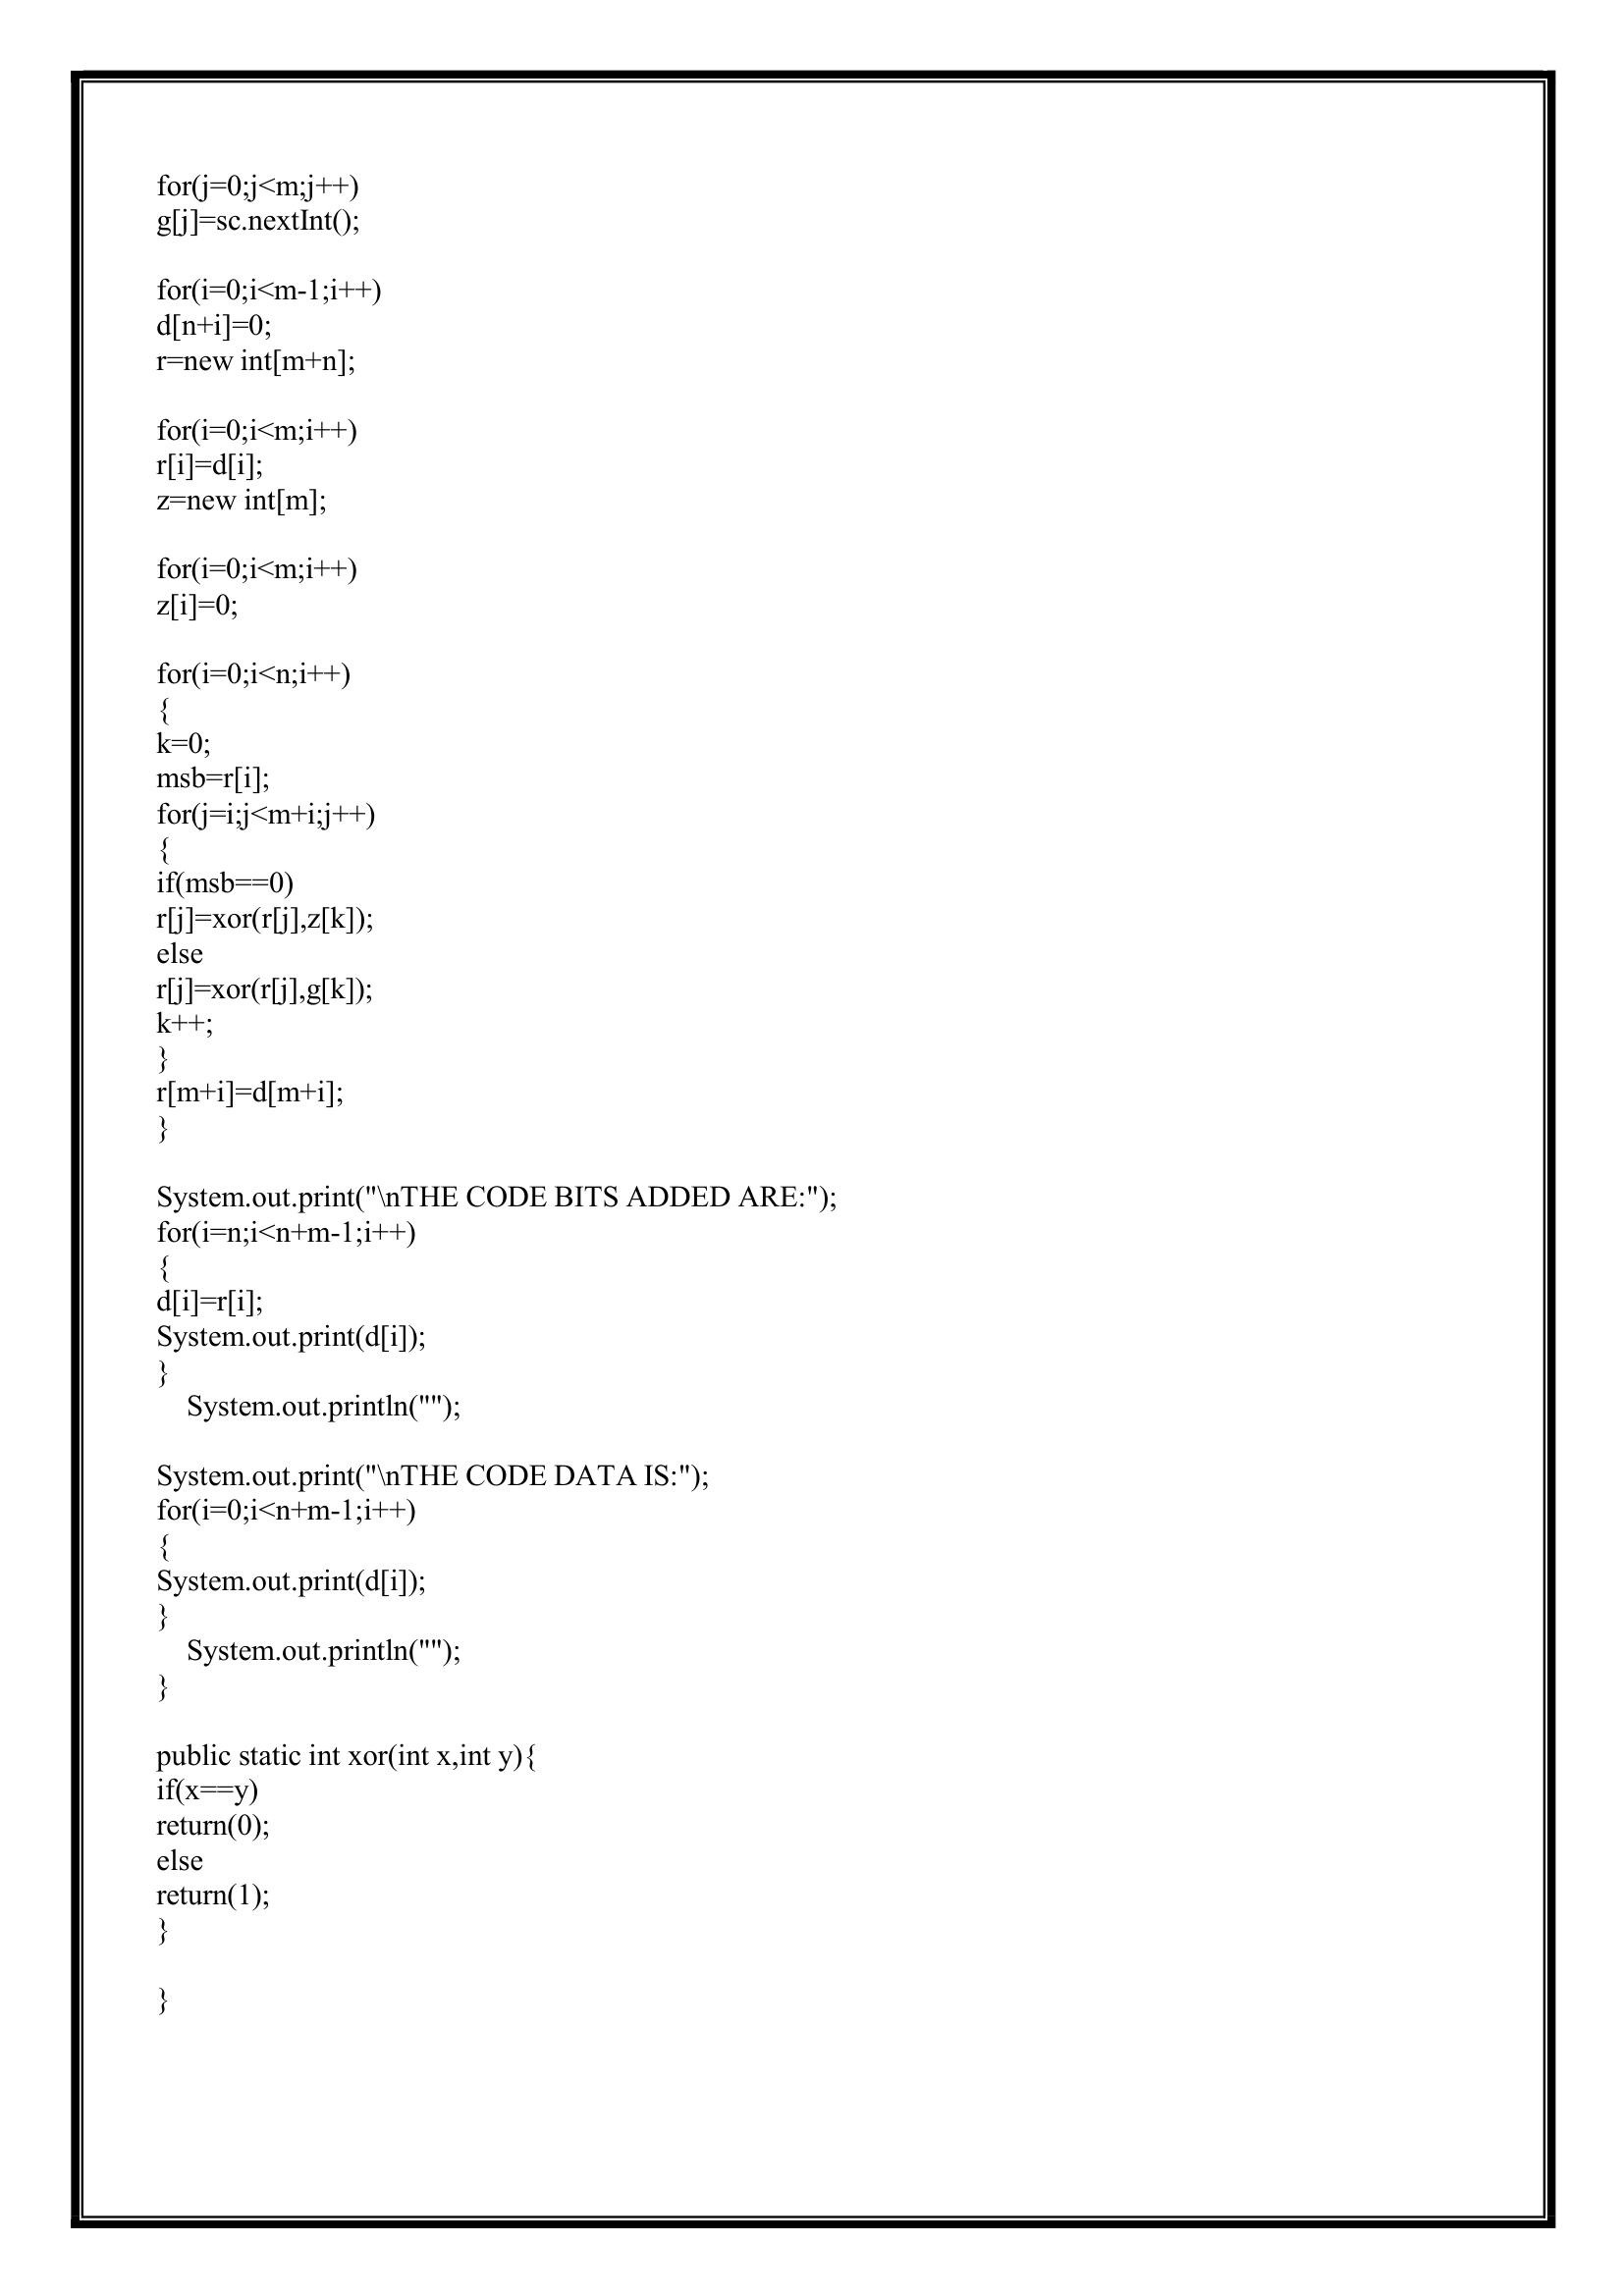 for(j=0;j<m;j++)
g[j]=sc.nextInt();
for(i=0;i<m-1;i++)
d[n+i]=0;
r=new int[m+n];
for(i=0;i<m;i++)
r[i]=d[i];
z=new int[m];
for(i=0;i<m;i++)
z[i]=0;
for(i=0;i<n;i++)
{
k=0;
msb=r[i];
for(j=i;j<m+i;j++)
{
if(msb==0)
r[j]=xor(r[j],z[k]);
else
r[j]=xor(r[j],g[k]);
k++;
}
r[m+i]=d[m+i];
}
System.out.print("\nTHE CODE BITS ADDED ARE:");
for(i=n;i<n+m-1;i++)
{
d[i]=r[i];
System.out.print(d[i]);
}
System.out.println("");
System.out.print("\nTHE CODE DATA IS:");
for(i=0;i<n+m-1;i++)
{
System.out.print(d[i]);
}
System.out.println("");
}
public static int xor(int x,int y){
if(x==y)
return(0);
else
return(1);
}
}